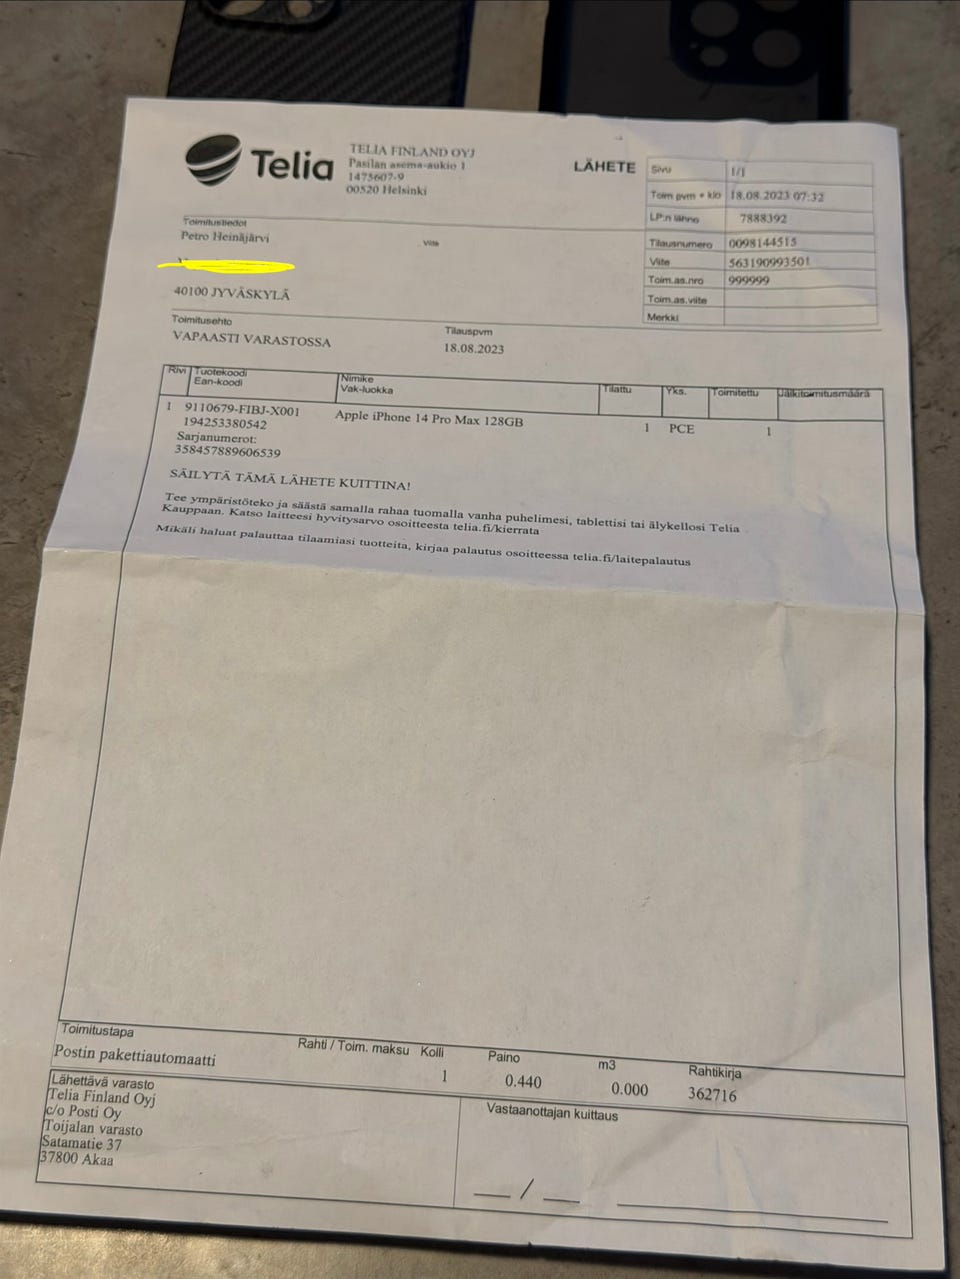 Telia
TELIA FINLAND OYJ
Pasilan asema-aukio 1
1475607-9
00520 Helsinki
LÄHETE
Sivu 1/1
Toim pvm + klo 18.08.2023 07:32
LP:n lähno 7888392
Tilausnumero 0098144515
Viite 563190993501
Toim.as.nro 999999
Toim.as.viite
Merkki
Toimitustiedot
Petro Heinäjärvi
Viite
40100 JYVÄSKYLÄ
Toimitusehto
VAPAASTI VARASTOSSA
Tilauspvm
18.08.2023
Rivi Tuotekoodi Nimike Tilattu Yks. Toimitettu Jälkitoimitusmäärä
Ean-koodi Vak-luokka
1 9110679-FIBJ-X001 Apple iPhone 14 Pro Max 128GB 1 PCE 1
194253380542
Sarjanumerot:
358457889606539
SÄILYTÄ TÄMÄ LÄHETE KUITTINA!
Tee ympäristöteko ja säästä samalla rahaa tuomalla vanha puhelimesi, tablettisi tai älykellosi Telia
Kauppaan. Katso laitteesi hyvitysarvo osoitteesta telia.fi/kierrata
Mikäli haluat palauttaa tilaamiasi tuotteita, kirjaa palautus osoitteessa telia.fi/laitepalautus
Toimitustapa Rahti / Toim. maksu Kolli Paino m3 Rahtikirja
Postin pakettiautomaatti 1 0.440 0.000 362716
Lähettävä varasto
Telia Finland Oyj
c/o Posti Oy
Toijalan varasto
Satamatie 37
37800 Akaa
Vastaanottajan kuittaus
__ / __